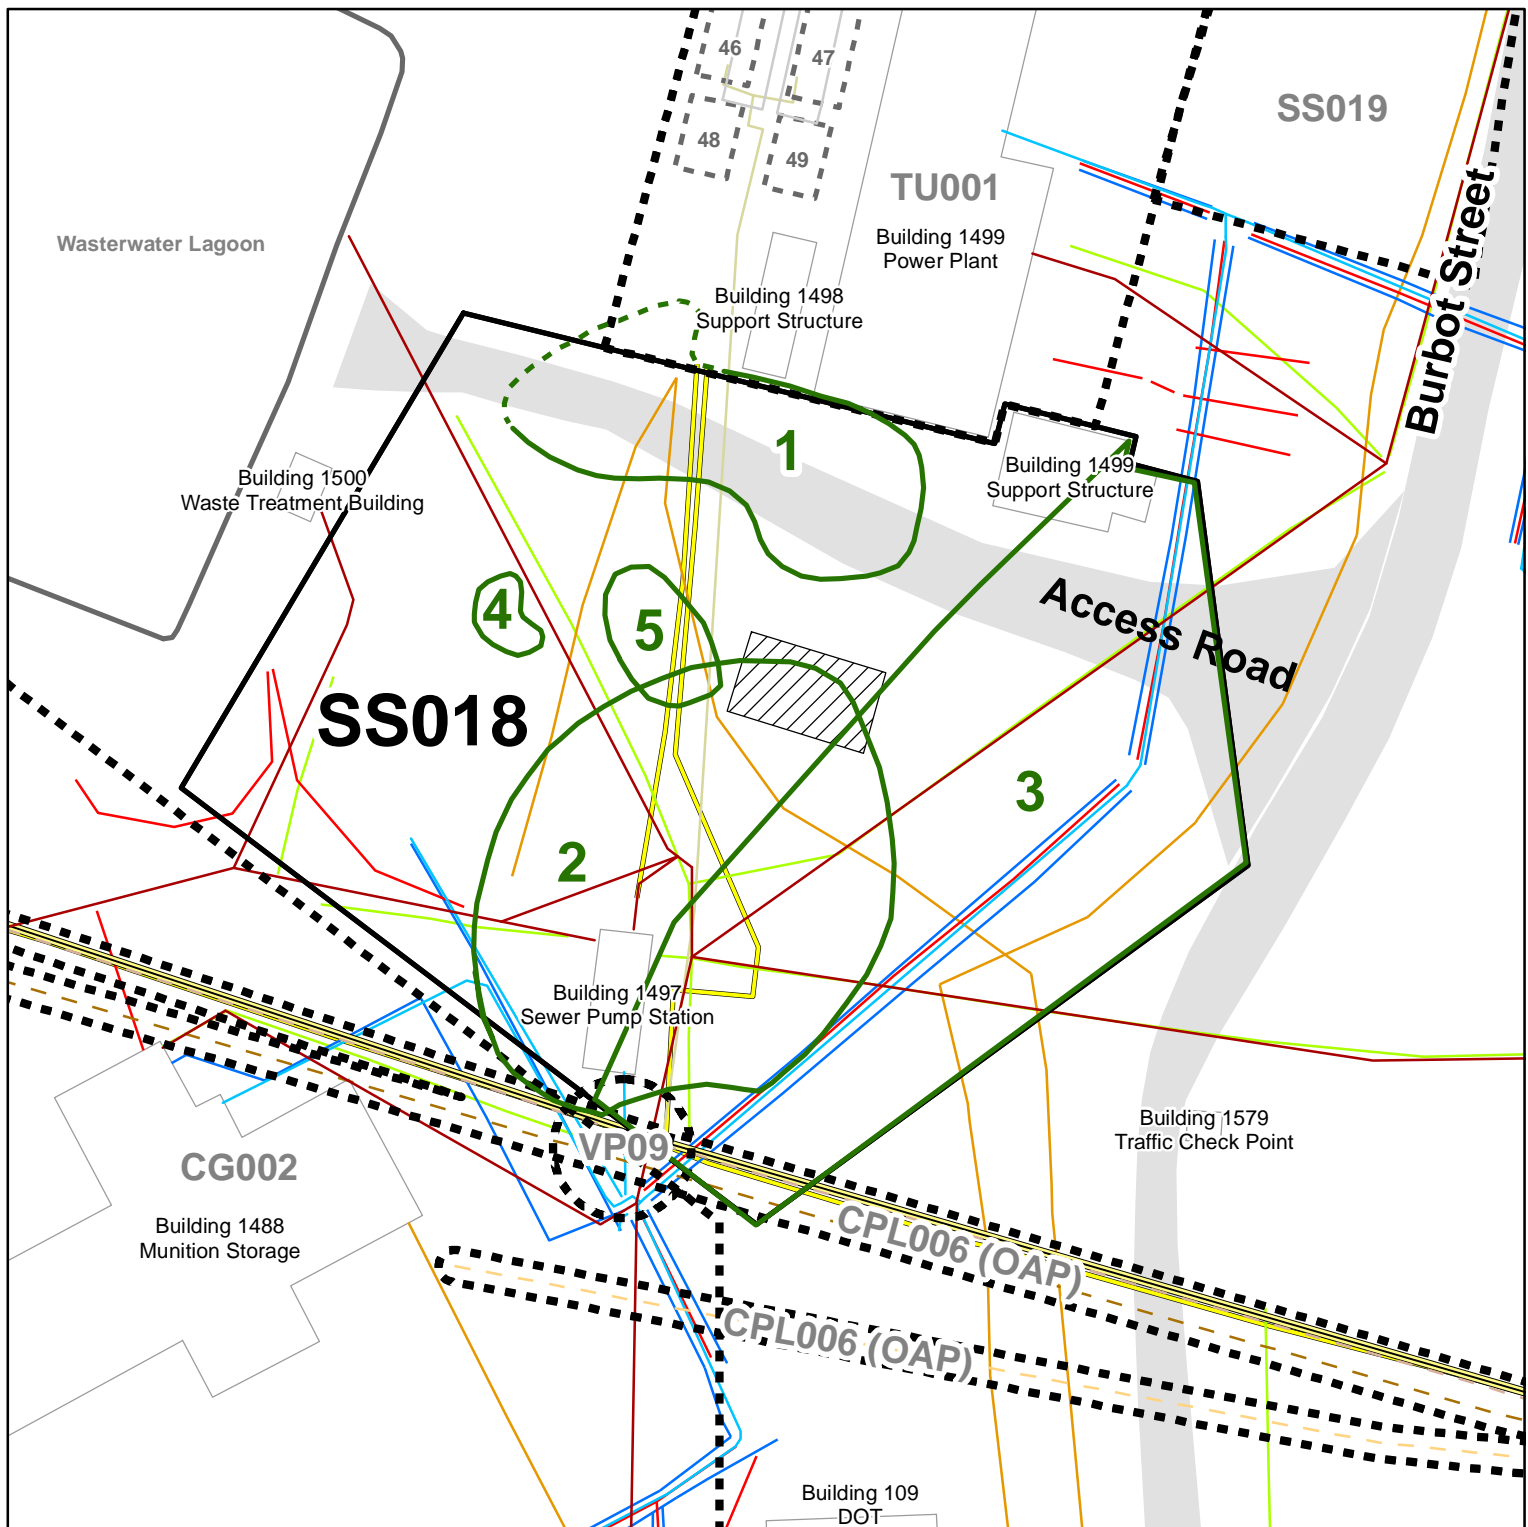 46
47
48
49
SS019
TU001
Burbot Street
Building 1499
Power Plant
Wasterwater Lagoon
Building 1498
Support Structure
1
Building 1499
Support Structure
Building 1500
Waste Treatment Building
4
5
Access Road
SS018
3
2
Building 1497
Sewer Pump Station
VP09
Building 1579
Traffic Check Point
CG002
Building 1488
Munition Storage
CPL006 (OAP)
CPL006 (OAP)
Building 109
DOT